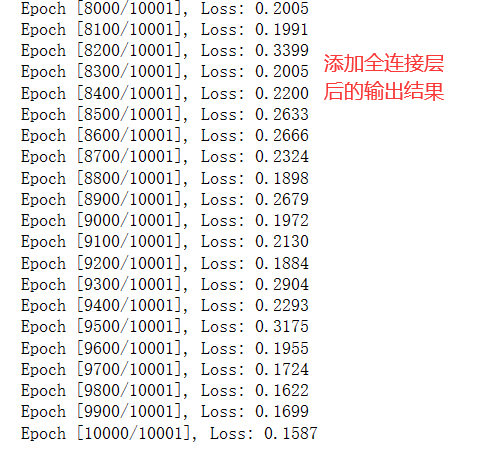 Epoch [8000/10001], Loss: 0.2005
Epoch [8100/10001], Loss: 0.1991
Epoch [8200/10001], Loss: 0.3399
Epoch [8300/10001], Loss: 0.2005
Epoch [8400/10001], Loss: 0.2200
Epoch [8500/10001], Loss: 0.2633
Epoch [8600/10001], Loss: 0.2666
Epoch [8700/10001], Loss: 0.2324
Epoch [8800/10001], Loss: 0.1898
Epoch [8900/10001], Loss: 0.2679
Epoch [9000/10001], Loss: 0.1972
Epoch [9100/10001], Loss: 0.2130
Epoch [9200/10001], Loss: 0.1884
Epoch [9300/10001], Loss: 0.2904
Epoch [9400/10001], Loss: 0.2293
Epoch [9500/10001], Loss: 0.3175
Epoch [9600/10001], Loss: 0.1955
Epoch [9700/10001], Loss: 0.1724
Epoch [9800/10001], Loss: 0.1622
Epoch [9900/10001], Loss: 0.1699
Epoch [10000/10001], Loss: 0.1587
添加全连接层
后的输出结果